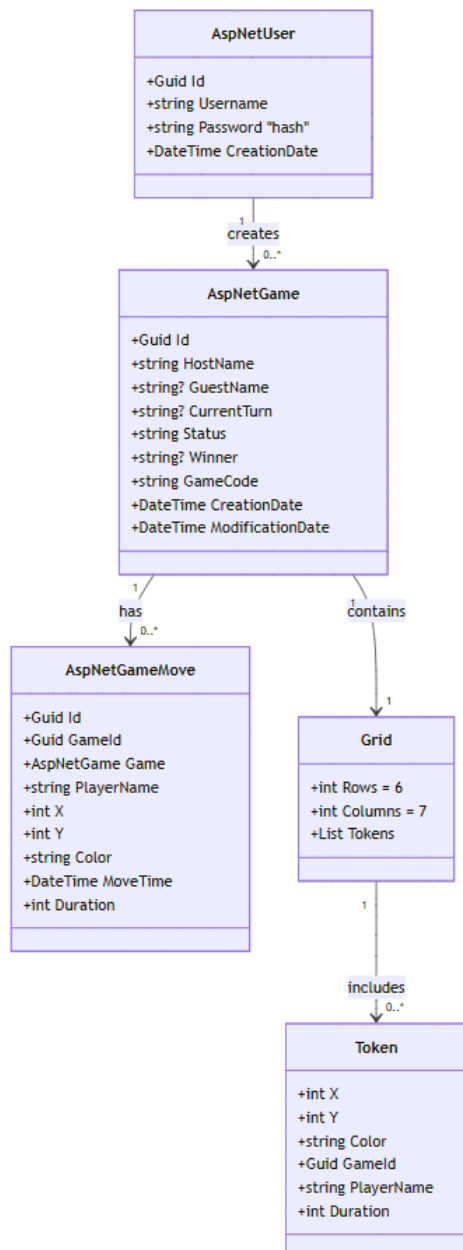 AspNetUser
+Guid Id
+string Username
+string Password "hash"
+DateTime CreationDate
1
creates
0..*
AspNetGame
+Guid Id
+string HostName
+string? GuestName
+string? CurrentTurn
+string Status
+string? Winner
+string GameCode
+DateTime CreationDate
+DateTime ModificationDate
1
has
0..*
1
contains
1
AspNetGameMove
+Guid Id
+Guid GameId
+AspNetGame Game
+string PlayerName
+int X
+int Y
+string Color
+DateTime MoveTime
+int Duration
Grid
+int Rows = 6
+int Columns = 7
+List Tokens
1
includes
0..*
Token
+int X
+int Y
+string Color
+Guid GameId
+string PlayerName
+int Duration